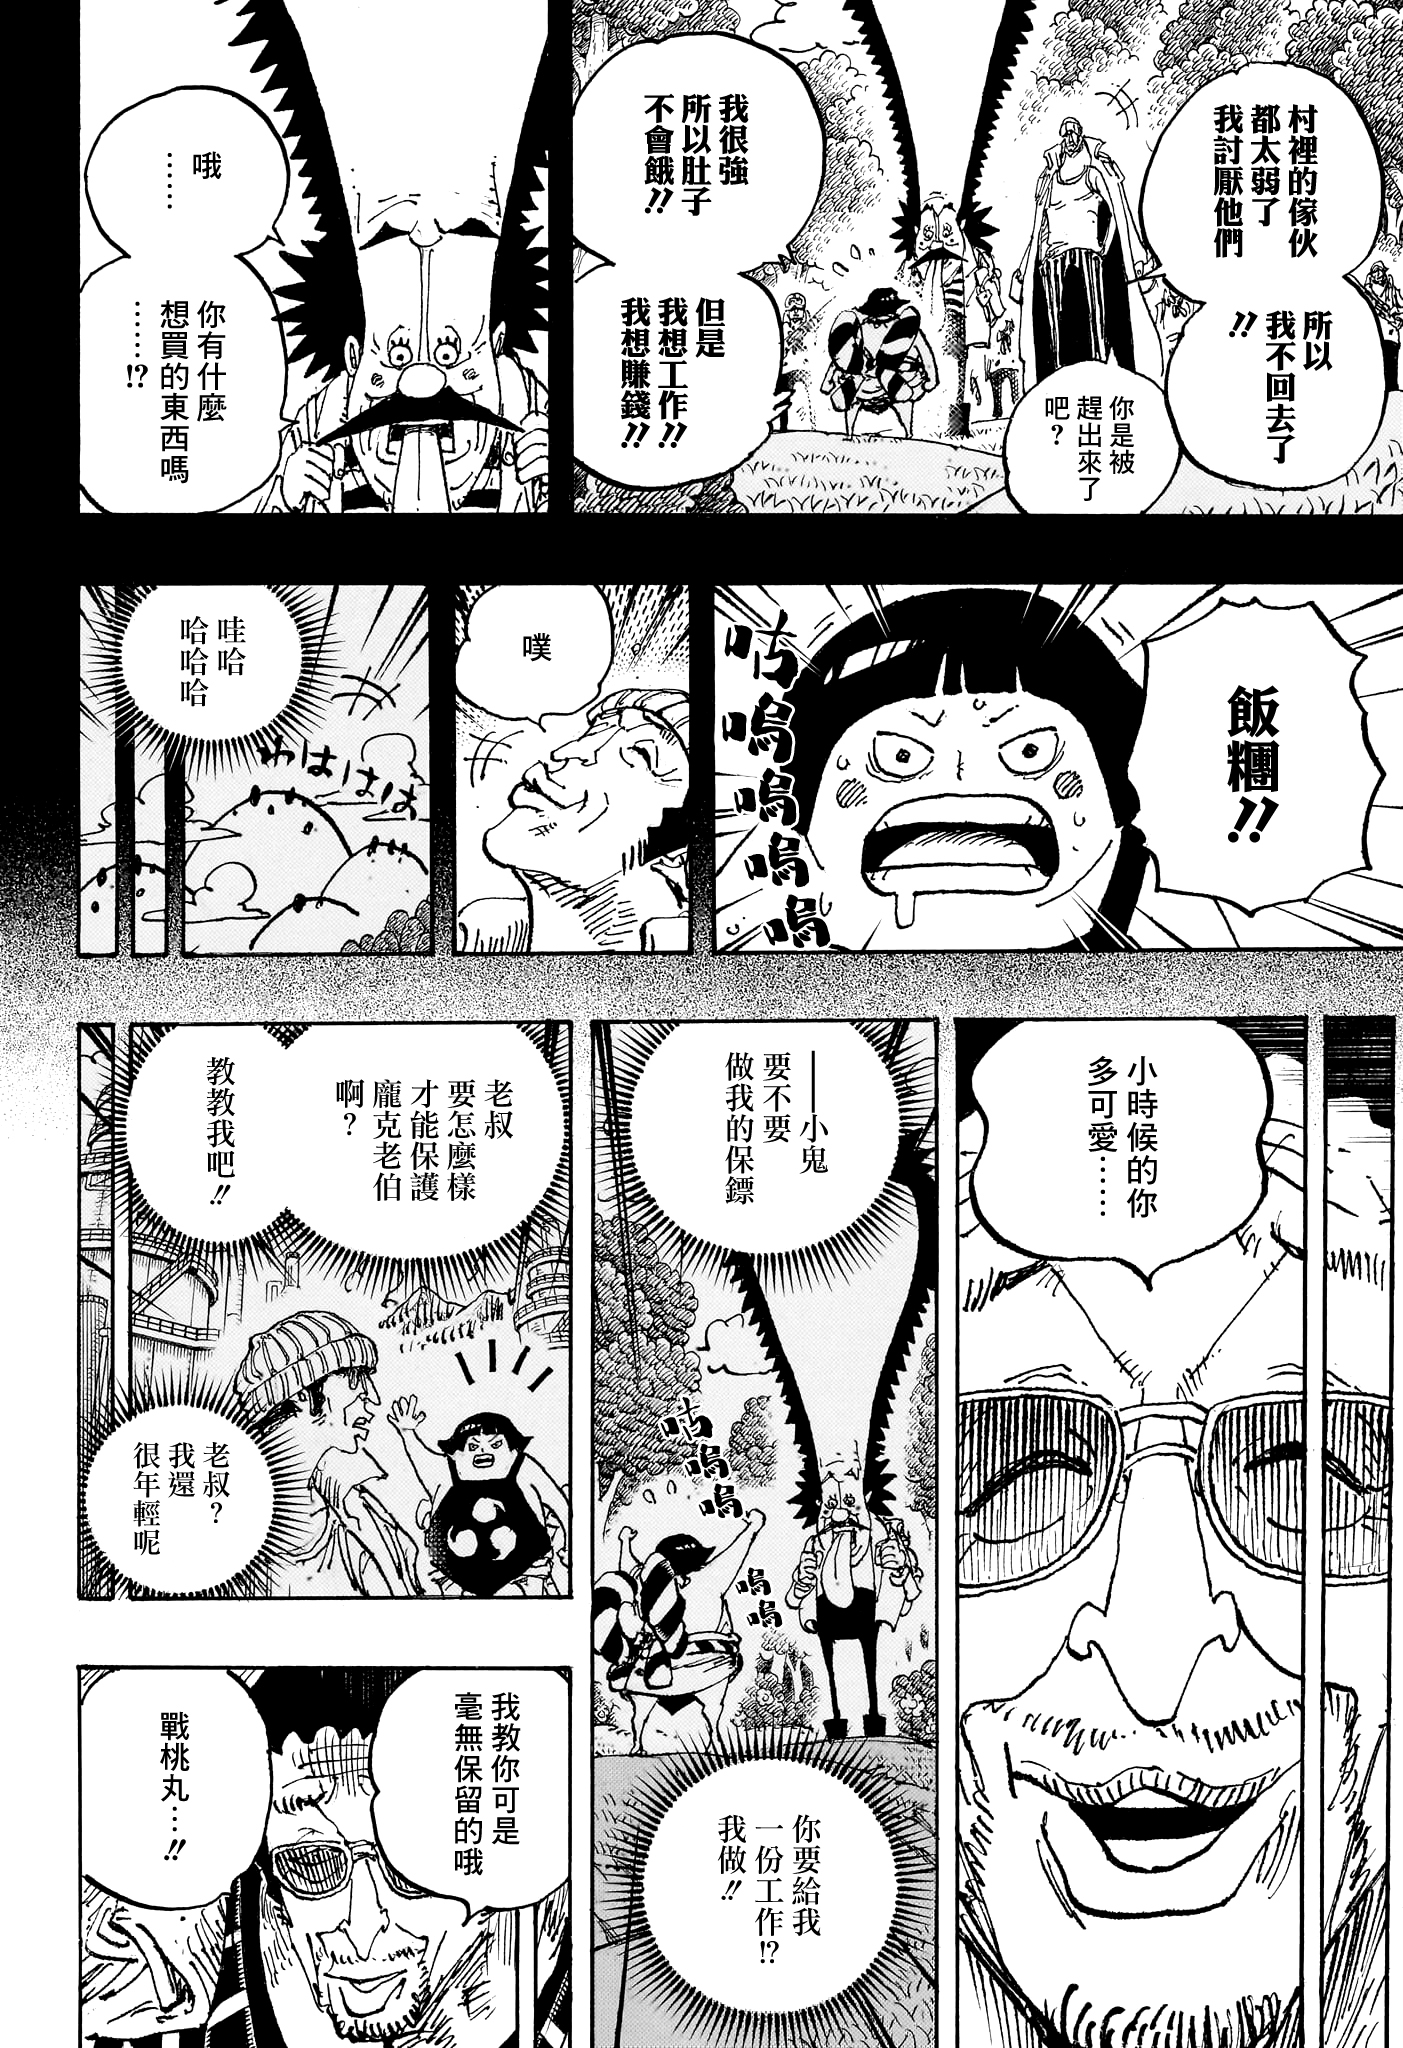 村裡的傢伙
都太弱了
我討厭他們
所以
我不回去了
!!
你是被
趕出來了
吧?
我很強
所以肚子
不會餓!!
但是
我想工作!!
我想賺錢!!
哦
……
你有什麼
想買的東西嗎
……!?
飯糰!!
咕嗚嗚嗚嗚
噗
哇哈
哈哈哈
わはははは
小時候的你
多可愛……
──小鬼
要不要
做我的保鏢
咕嗚嗚
嗚嗚
你要給我
一份工作!?
我做!!
老叔
要怎麼樣
才能保護
龐克老伯
啊?
教教我吧!!
老叔?
我還
很年輕呢
我教你可是
毫無保留的哦
戰桃丸…!!